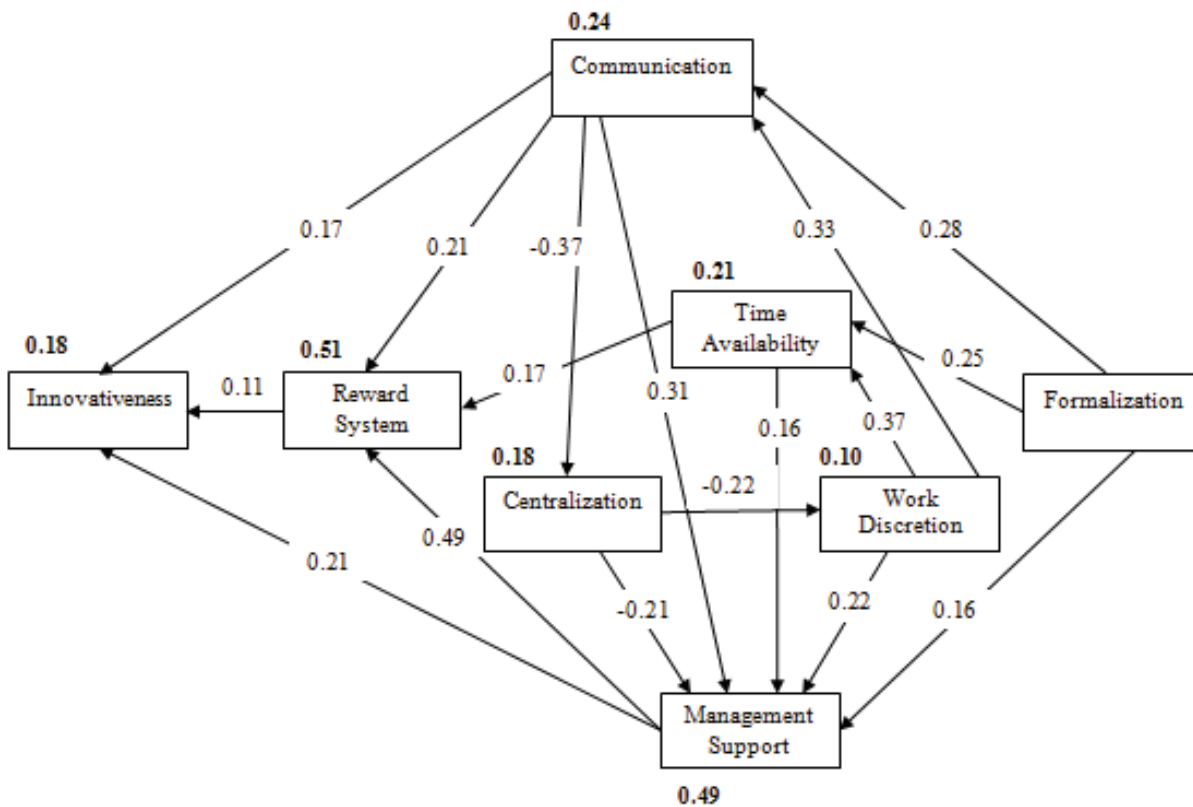 0.24
Communication
0.17
0.21
-0.37
0.33
0.28
0.21
Time
Availability
0.18
Innovativeness
0.11
0.51
Reward
System
0.17
0.31
0.16
0.25
Formalization
0.37
0.18
Centralization
-0.22
0.10
Work
Discretion
0.21
0.49
-0.21
0.22
0.16
Management
Support
0.49